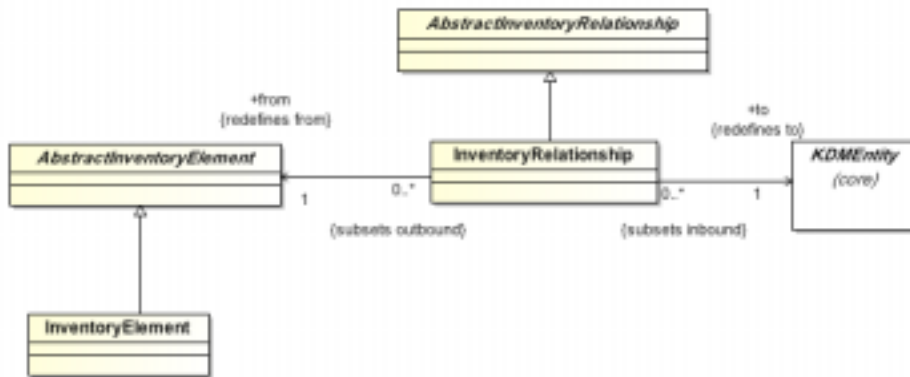 AbstractInventoryRelationship
+from
{redefines from}
+to
{redefines to}
AbstractInventoryElement
InventoryRelationship
KDMEntity
(core)
1
0..*
0..*
1
{subsets outbound}
{subsets inbound}
InventoryElement